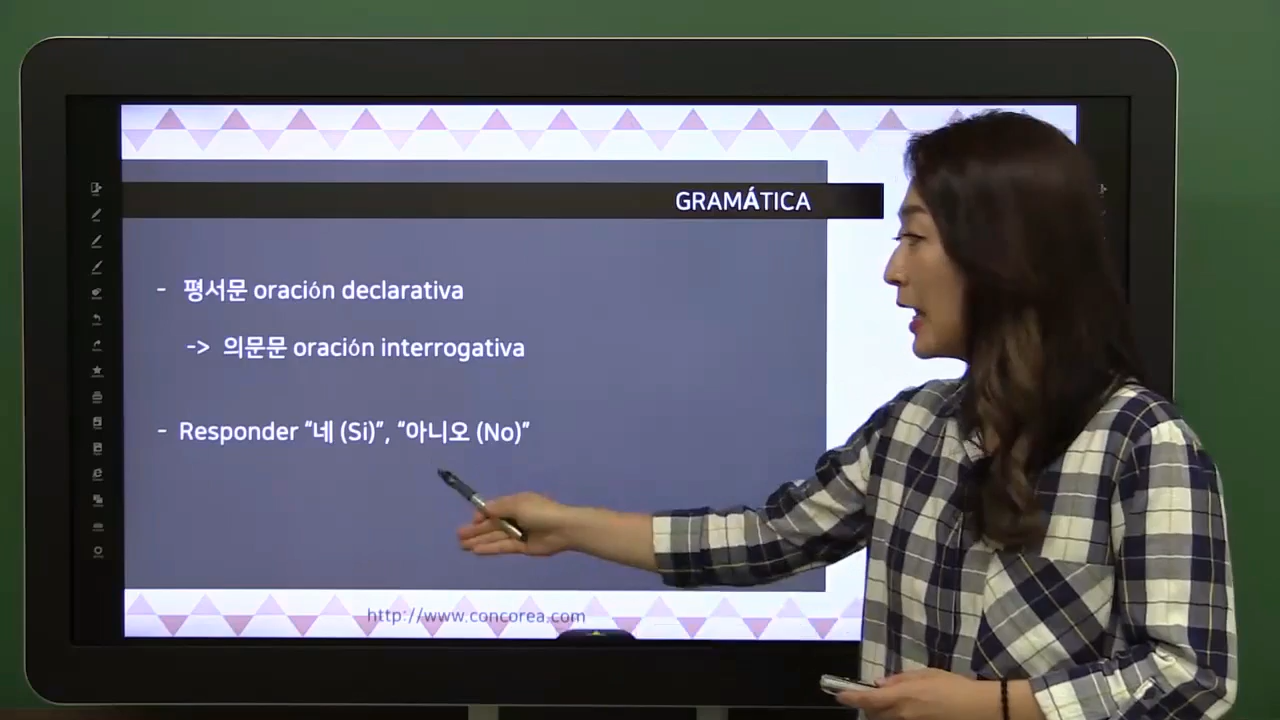 GRAMÁTICA
- 평서문 oración declarativa
-> 의문문 oración interrogativa
- Responder “네 (Si)”, “아니오 (No)”
http://www.concorea.com